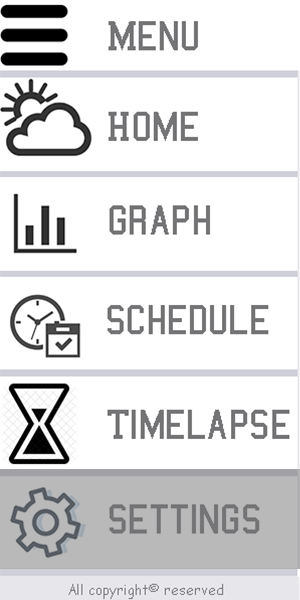 MENU
HOME
GRAPH
SCHEDULE
TIMELAPSE
SETTINGS
All copyright© reserved